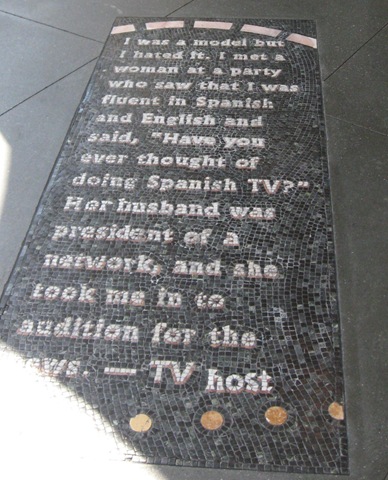 I was a model but
I hated it. I met a
woman at a party
who saw that I was
fluent in Spanish
and English and
said, "Have you
ever thought of
doing Spanish TV?"
Her husband was
president of a
network, and she
took me in to
audition for the
news. — TV host